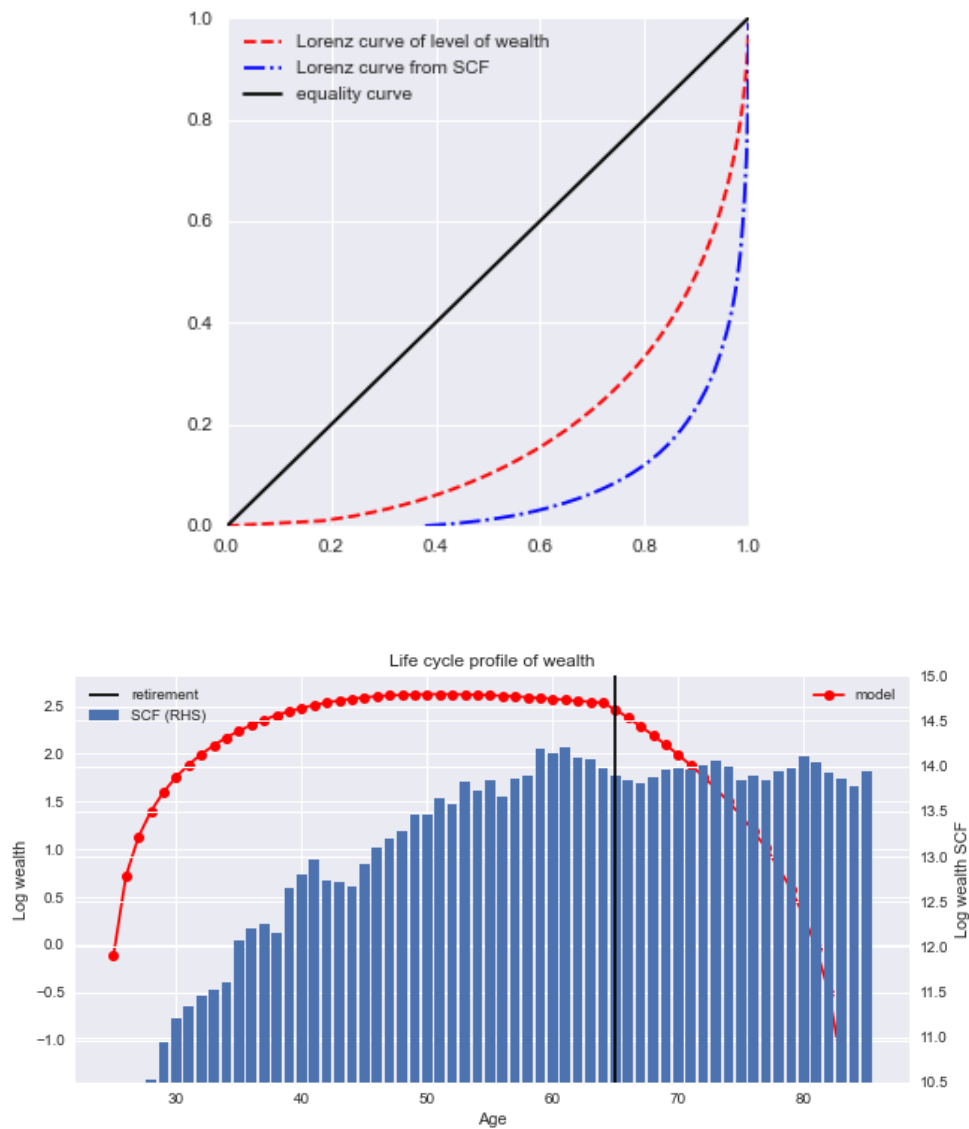 1.0
Lorenz curve of level of wealth
Lorenz curve from SCF
equality curve
0.8
0.6
0.4
0.2
0.0
0.0 0.2 0.4 0.6 0.8 1.0
Life cycle profile of wealth
retirement
SCF (RHS)
model
2.5
2.0
1.5
1.0
0.5
0.0
−0.5
−1.0
Log wealth
15.0
14.5
14.0
13.5
13.0
12.5
12.0
11.5
11.0
10.5
Log wealth SCF
30 40 50 60 70 80
Age